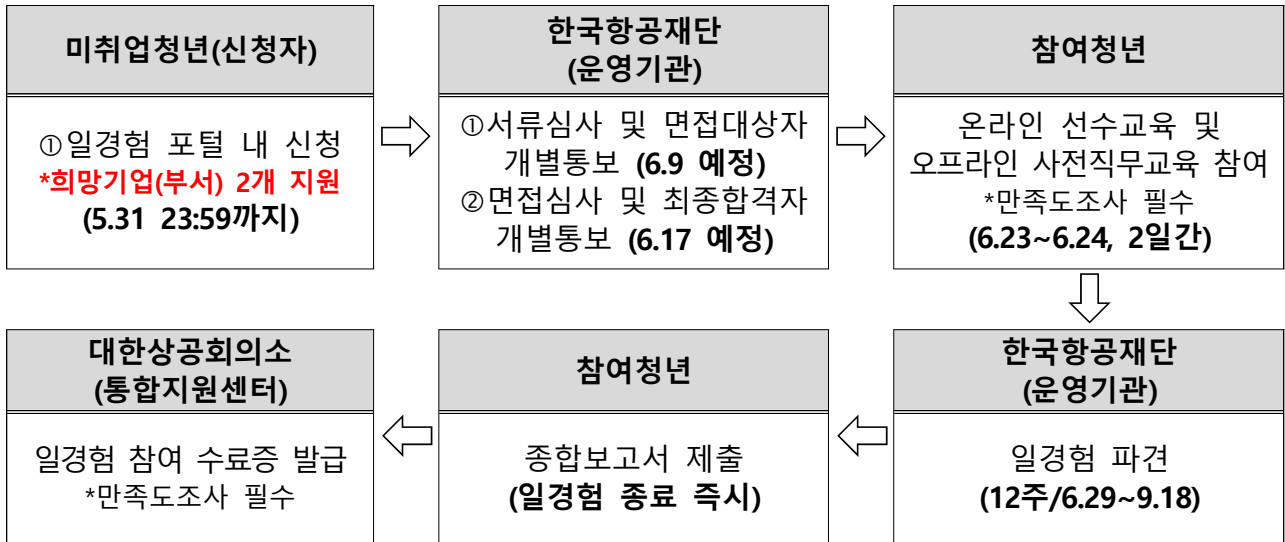 미취업청년(신청자)
①일경험 포털 내 신청
*희망기업(부서) 2개 지원
(5.31 23:59까지)
한국항공재단
(운영기관)
①서류심사 및 면접대상자
개별통보 (6.9 예정)
②면접심사 및 최종합격자
개별통보 (6.17 예정)
참여청년
온라인 선수교육 및
오프라인 사전직무교육 참여
*만족도조사 필수
(6.23~6.24, 2일간)
한국항공재단
(운영기관)
일경험 파견
(12주/6.29~9.18)
참여청년
종합보고서 제출
(일경험 종료 즉시)
대한상공회의소
(통합지원센터)
일경험 참여 수료증 발급
*만족도조사 필수